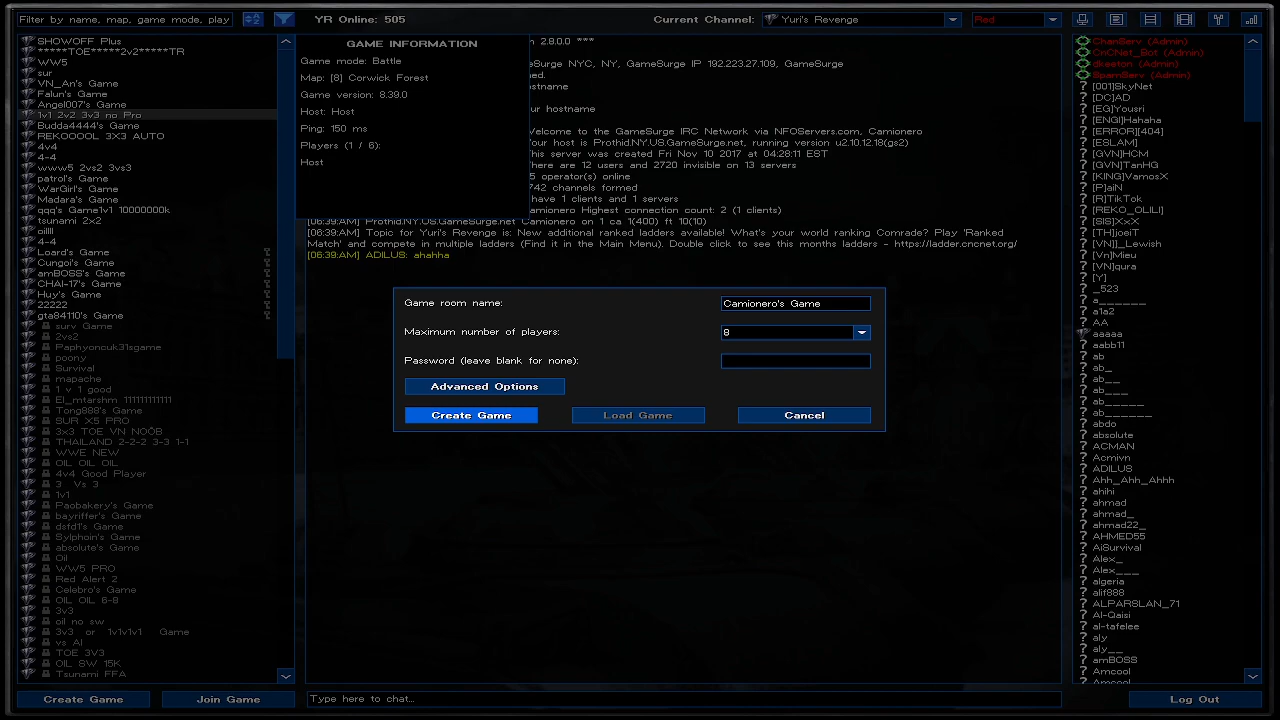 Filter by name, map, game mode, play
YR Online: 505
Current Channel:
Yuri's Revenge
Red
SHOWOFF Plus
*****TOE*****2v2*****TR
WW5
sur
VN_An's Game
Falun's Game
Angel007's Game
1v1 2v2 3v3 no Pro
Budda4444's Game
REKOOOOL 3X3 AUTO
4v4
4-4
www5 2vs2 3vs3
patrol's Game
WarGirl's Game
Madara's Game
qqq's Game1v1 10000000k
tsunami 2x2
oilll
4-4
Loard's Game
Cungoi's Game
amBOSS's Game
CHAI-17's Game
Huy's Game
22222
gta84110's Game
surv Game
2vs2
Paphyoncuk31sgame
poony
Survival
mapache
1 v 1 good
El_mtarshm 111111111111
Tong888's Game
SUR X5 PRO
3x3 TOE VN NOÖB
THAILAND 2-2-2 3-3 1-1
WWE NEW
OIL OIL OIL
4v4 Good Player
3 Vs 3
1v1
Paobakery's Game
bayriffer's Game
dsfd1's Game
Sylphoin's Game
absolute's Game
Oil
WW5 PRO
Red Alert 2
Celebro's Game
OIL OIL 6-8
3v3
oil no sw
3v3 or 1v1v1v1 Game
vs AI
TOE 3V3
OIL SW 15K
Tsunami FFA
Create Game
Join Game
GAME INFORMATION
Game mode: Battle
Map: [8] Corwick Forest
Game version: 8.39.0
Host: Host
Ping: 150 ms
Players (1 / 6):
Host
n 2.8.0.0 ***
eSurge NYC, NY, GameSurge IP 192.223.27.109, GameSurge
ned.
ostname
ur hostname
Welcome to the GameSurge IRC Network via NFOServers.com, Camionero
Your host is Prothid.NY.US.GameSurge.net, running version u2.10.12.18(gs2)
This server was created Fri Nov 10 2017 at 04:28:11 EST
here are 12 users and 2720 invisible on 13 servers
5 operator(s) online
742 channels formed
have 1 clients and 1 servers
amionero Highest connection count: 2 (1 clients)
[06:39AM] Prothid.NY.US.GameSurge.net Camionero on 1 ca 1(400) ft 10(10)
[06:39AM] Topic for Yuri's Revenge is: New additional ranked ladders available! What's your world ranking Comrade? Play 'Ranked
Match' and compete in multiple ladders (Find it in the Main Menu). Double click to see this months ladders - https://ladder.cncnet.org/
[06:39AM] ADILUS: ahahha
Game room name:
Camionero's Game
Maximum number of players:
8
Password (leave blank for none):
Advanced Options
Create Game
Load Game
Cancel
Type here to chat...
ChanServ (Admin)
CnCNet_Bot (Admin)
dkeeton (Admin)
SpamServ (Admin)
[001]SkyNet
[DC]AD
[EG]Yousri
[ENG]Hahaha
[ERROR][404]
[ESLAM]
[GVN]HCM
[GVN]TanHG
[KING]VamosX
[P]aiN
[R]TikTok
[REKO_OLILI]
[SIS]XxX
[TH]joeiT
[VN]]_Lewish
[Vn]Mieu
[VN]qura
[Y]
_523
a______
a1a2
AA
aaaaa
aabb11
ab
ab_
ab__
ab___
ab_____
ab______
abdo
absolute
ACMAN
Acmivn
ADILUS
Ahh_Ahh_Ahhh
ahihi
ahmad
ahmad_
ahmad22_
AHMED55
AiSurvival
Alex_
Alex___
algeria
alif888
ALPARSLAN_71
Al-Qaisi
al-tafelee
aly
aly__
amBOSS
Amcool
Amcool
Log Out